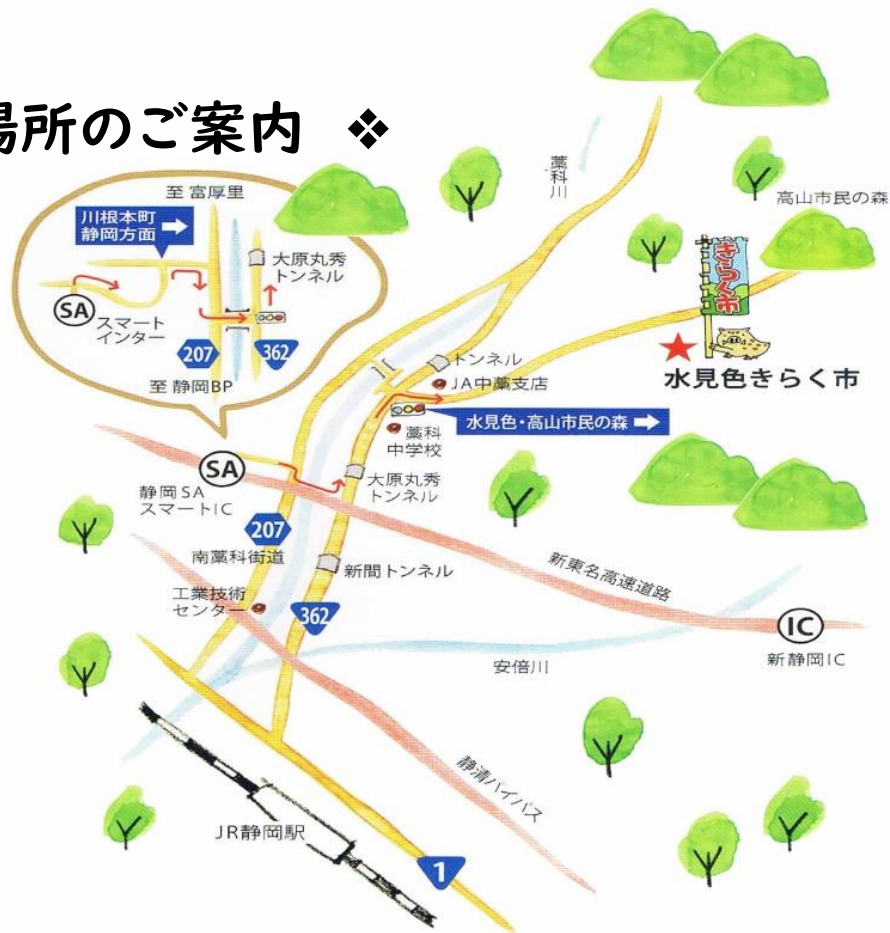 場所のご案内 ❖
至 富厚里
川根本町
静岡方面
大原丸秀
トンネル
SA
スマート
インター
207
362
至 静岡BP
藁科川
高山市民の森
きらく市
水見色きらく市
トンネル
JA中藁支店
水見色・高山市民の森
藁科
中学校
SA
静岡SA
スマートIC
大原丸秀
トンネル
207
南藁科街道
新間トンネル
新東名高速道路
工業技術
センター
362
IC
新静岡IC
安倍川
静清バイパス
JR静岡駅
1